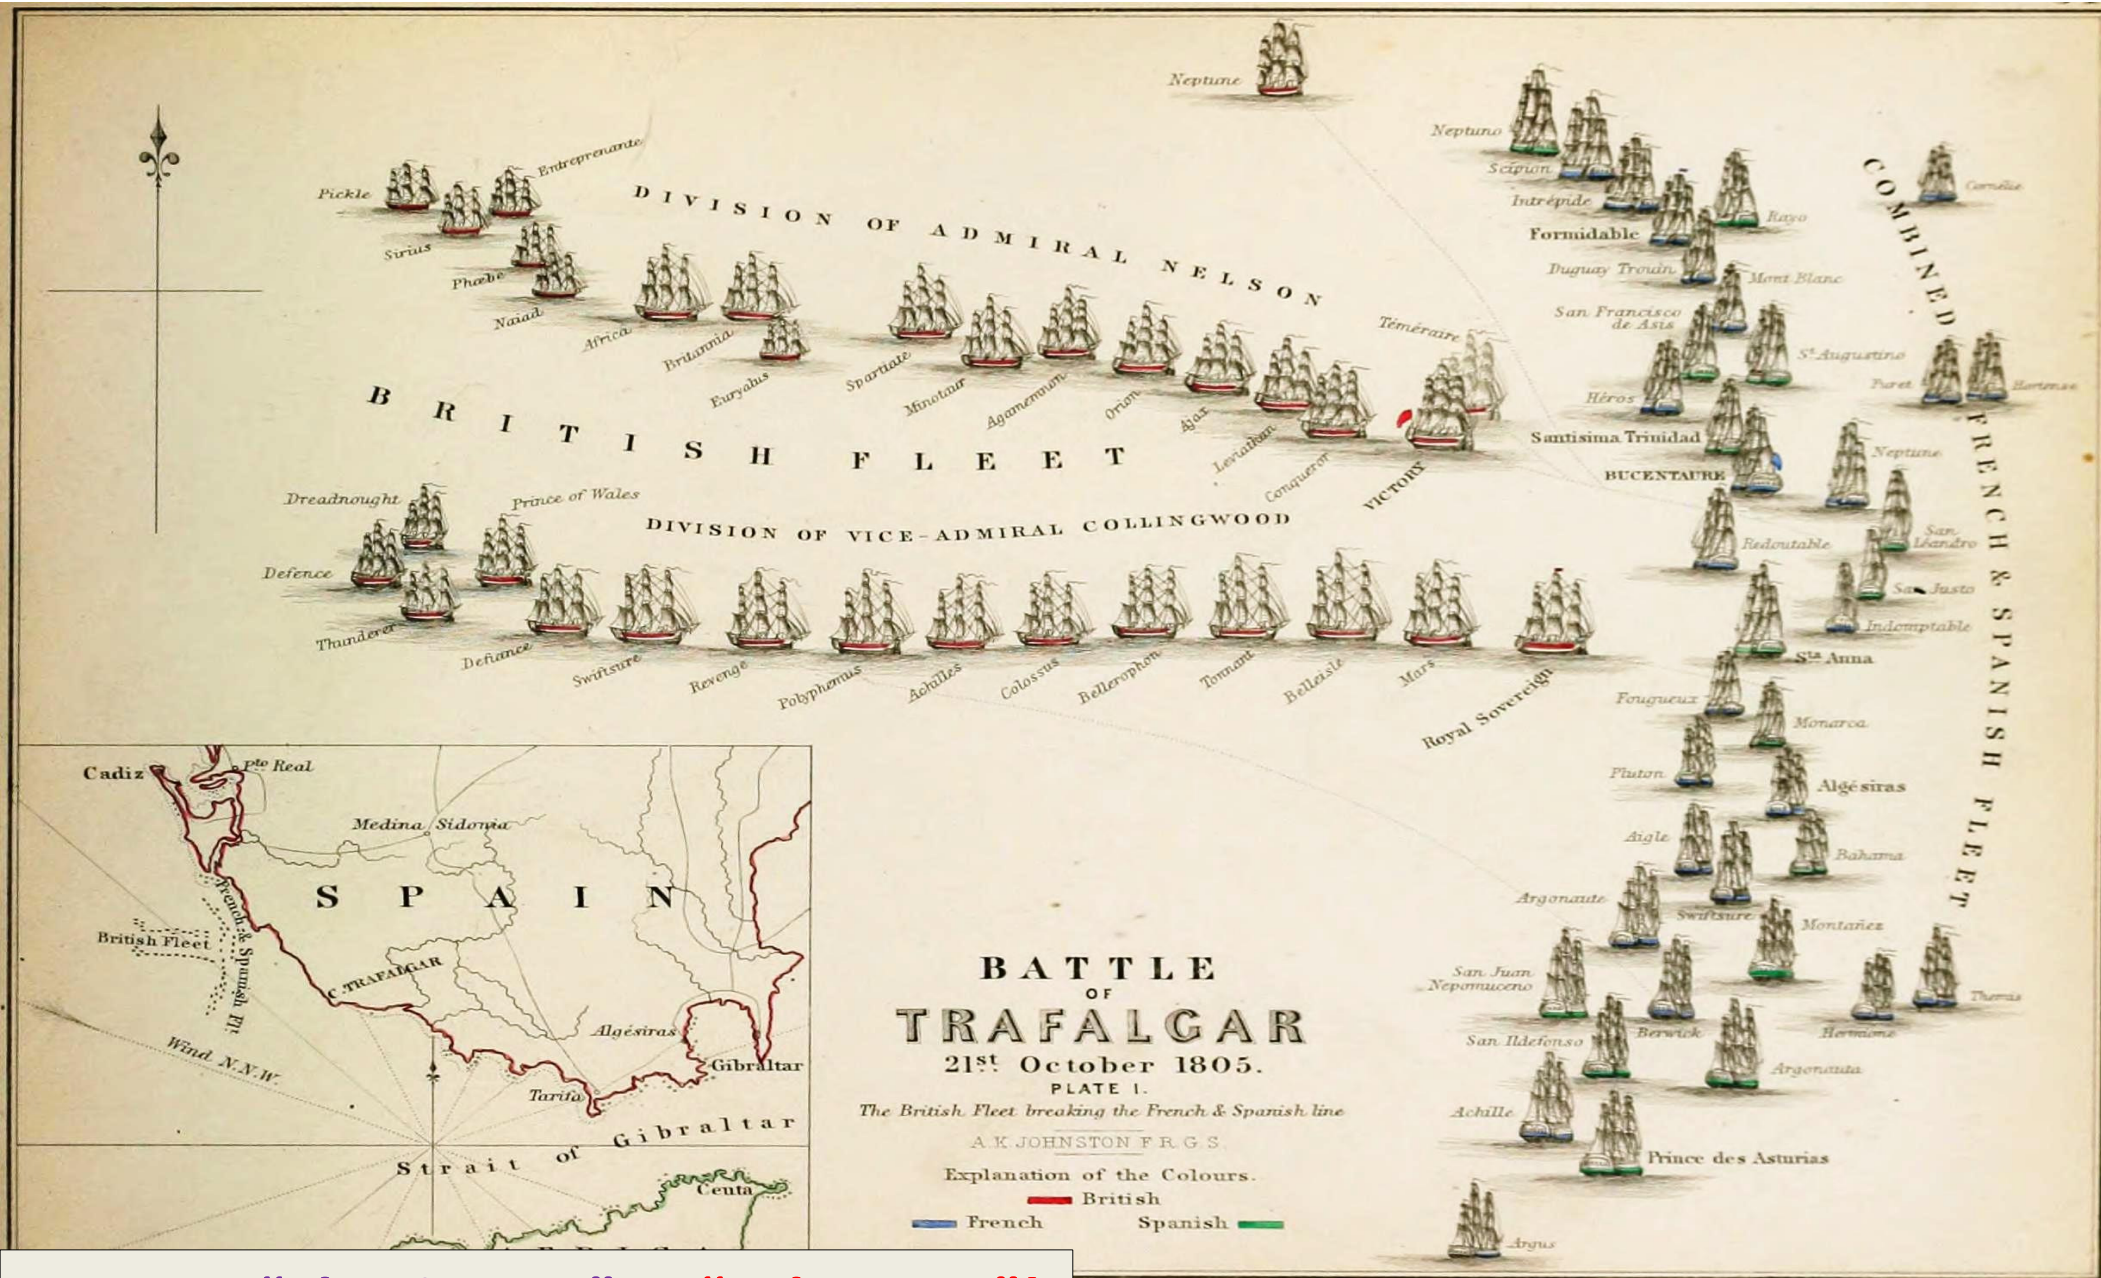 Neptune
Neptuno
Scipion
Intrépide
Formidable
Rayo
Duguay Trouin
Mont Blanc
San Francisco
de Asis
St Augustino
Héros
Santisima Trinidad
BUCENTAURE
Neptune
Redoutable
San
Léandro
San Justo
Indomptable
Sta Anna
Fougueux
Monarca
Pluton
Algésiras
Aigle
Bahama
Argonaute
Swiftsure
Montañez
San Juan
Nepomuceno
Berwick
Hermione
Themis
San Ildefonso
Argonauta
Achille
Prince des Asturias
Argus
Cornélie
Furet
Hortense
COMBINED FRENCH & SPANISH FLEET
Pickle
Entreprenante
Sirius
Phœbe
Naiad
DIVISION OF ADMIRAL NELSON
Africa
Britannia
Euryalus
Spartiate
Minotaur
Agamemnon
Orion
Ajax
Leviathan
Conqueror
Téméraire
VICTORY
BRITISH FLEET
Dreadnought
Prince of Wales
DIVISION OF VICE-ADMIRAL COLLINGWOOD
Defence
Thunderer
Defiance
Swiftsure
Revenge
Polyphemus
Achilles
Colossus
Bellerophon
Tonnant
Belleisle
Mars
Royal Sovereign
Cadiz
Pto Real
Medina Sidonia
SPAIN
British Fleet
French & Spanish Flt.
C. TRAFALGAR
Wind N.N.W.
Algésiras
Gibraltar
Tarifa
Strait of Gibraltar
Ceuta
BATTLE
OF
TRAFALGAR
21st. October 1805.
PLATE I.
The British Fleet breaking the French & Spanish line
A.K. JOHNSTON F.R.G.S.
Explanation of the Colours.
British
French Spanish